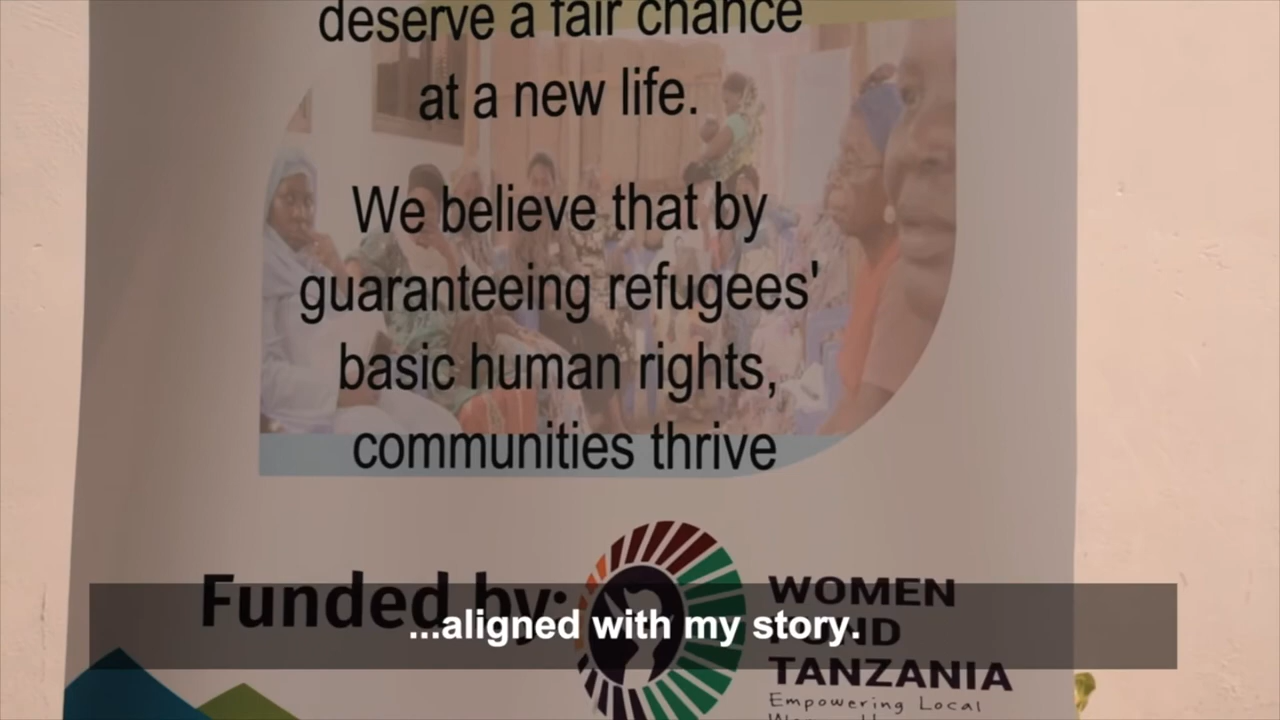 deserve a fair chance
at a new life.
We believe that by
guaranteeing refugees'
basic human rights,
communities thrive
Funded by:
WOMEN
FUND
TANZANIA
Empowering Local
...aligned with my story.